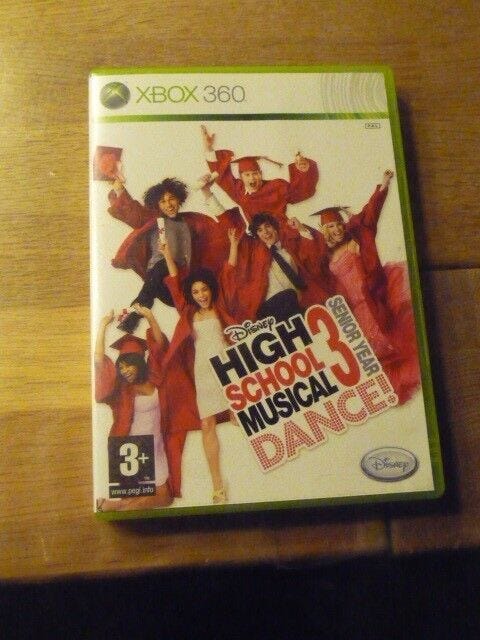 XBOX 360
PAL
Disney
HIGH
SCHOOL
MUSICAL
3
SENIOR YEAR
DANCE!
3+
www.pegi.info
Disney